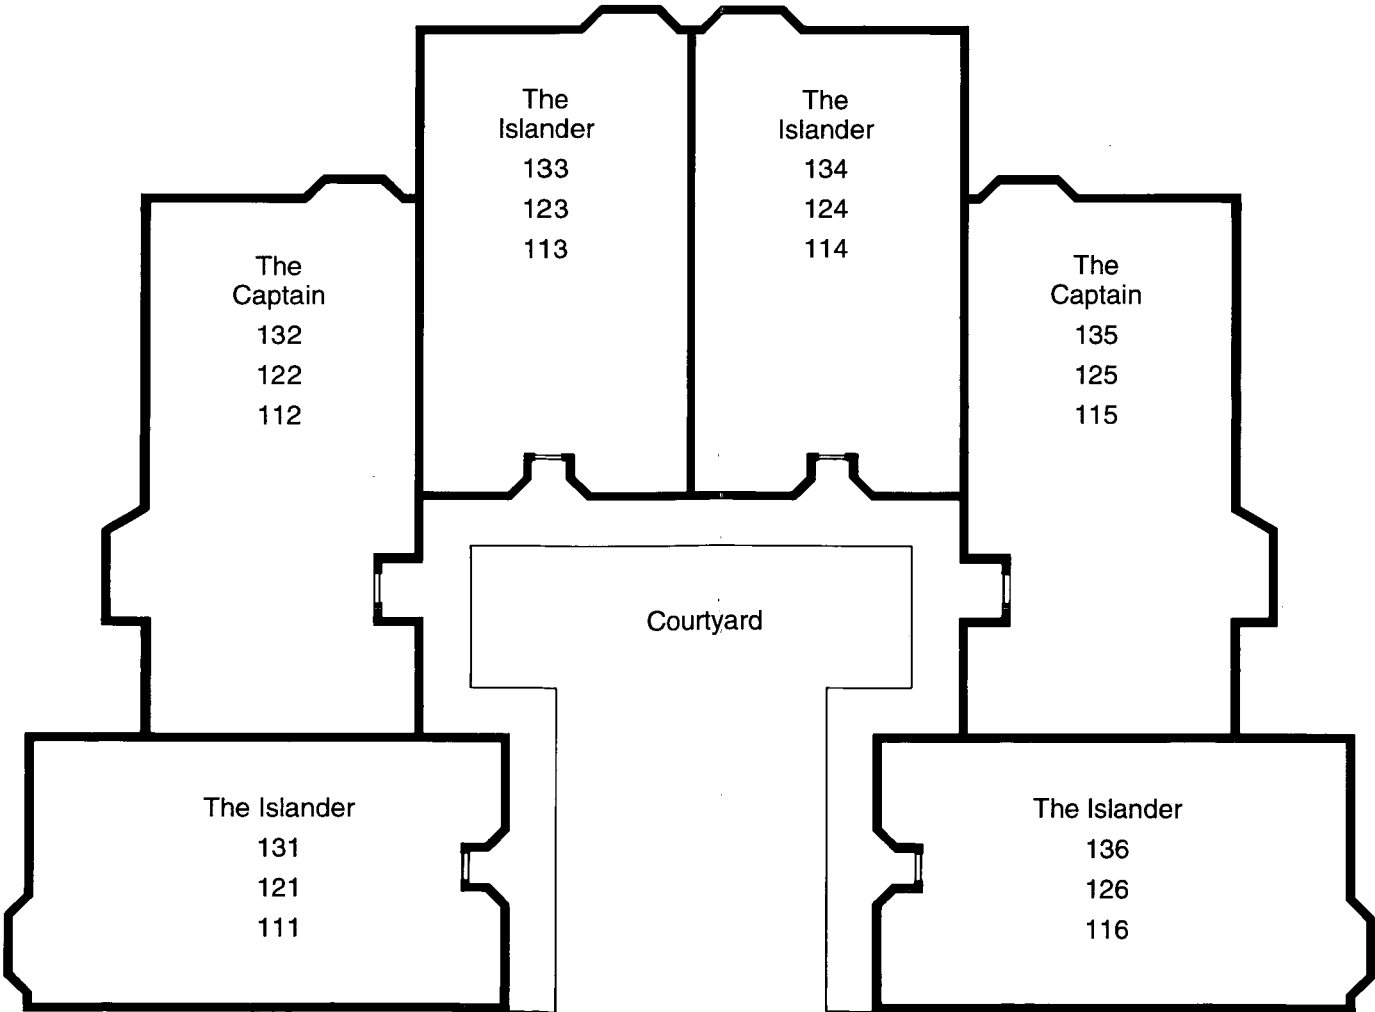 The
Islander
133
123
113
The
Islander
134
124
114
The
Captain
132
122
112
The
Captain
135
125
115
Courtyard
The Islander
131
121
111
The Islander
136
126
116